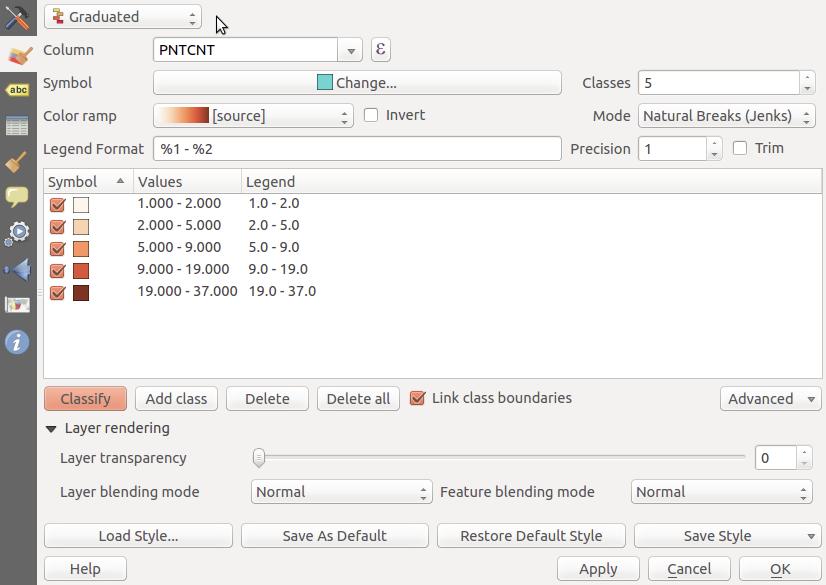 Graduated
Column PNTCNT ε
abc
Symbol Change... Classes 5
Color ramp [source] Invert Mode Natural Breaks (Jenks)
Legend Format %1 - %2 Precision 1 Trim
Symbol Values Legend
1.000 - 2.000 1.0 - 2.0
2.000 - 5.000 2.0 - 5.0
5.000 - 9.000 5.0 - 9.0
9.000 - 19.000 9.0 - 19.0
19.000 - 37.000 19.0 - 37.0
Classify Add class Delete Delete all Link class boundaries Advanced
Layer rendering
Layer transparency 0
Layer blending mode Normal Feature blending mode Normal
Load Style... Save As Default Restore Default Style Save Style
Help Apply Cancel OK